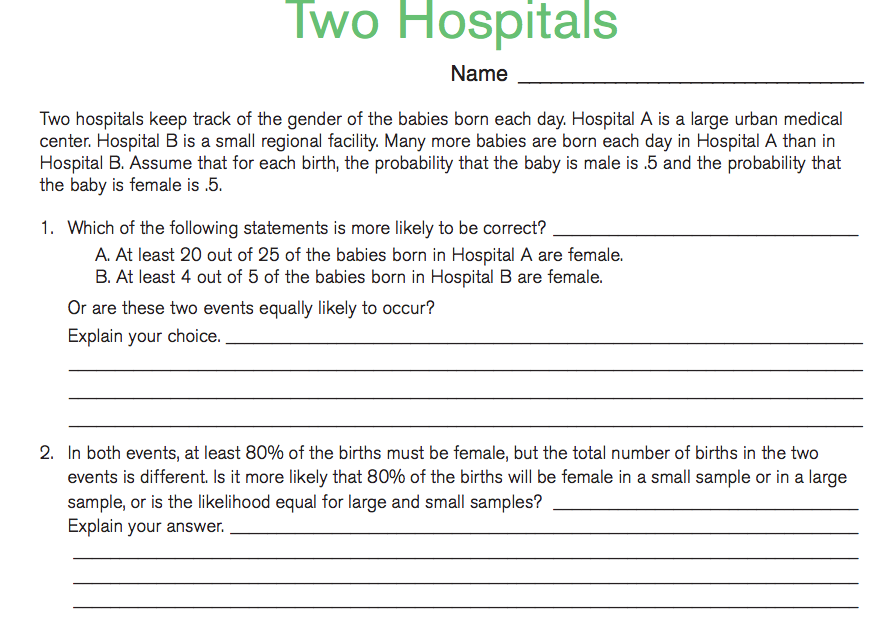 Two Hospitals
Name
Two hospitals keep track of the gender of the babies born each day. Hospital A is a large urban medical
center. Hospital B is a small regional facility. Many more babies are born each day in Hospital A than in
Hospital B. Assume that for each birth, the probability that the baby is male is .5 and the probability that
the baby is female is .5.
1. Which of the following statements is more likely to be correct?
A. At least 20 out of 25 of the babies born in Hospital A are female.
B. At least 4 out of 5 of the babies born in Hospital B are female.
Or are these two events equally likely to occur?
Explain your choice.
2. In both events, at least 80% of the births must be female, but the total number of births in the two
events is different. Is it more likely that 80% of the births will be female in a small sample or in a large
sample, or is the likelihood equal for large and small samples?
Explain your answer.